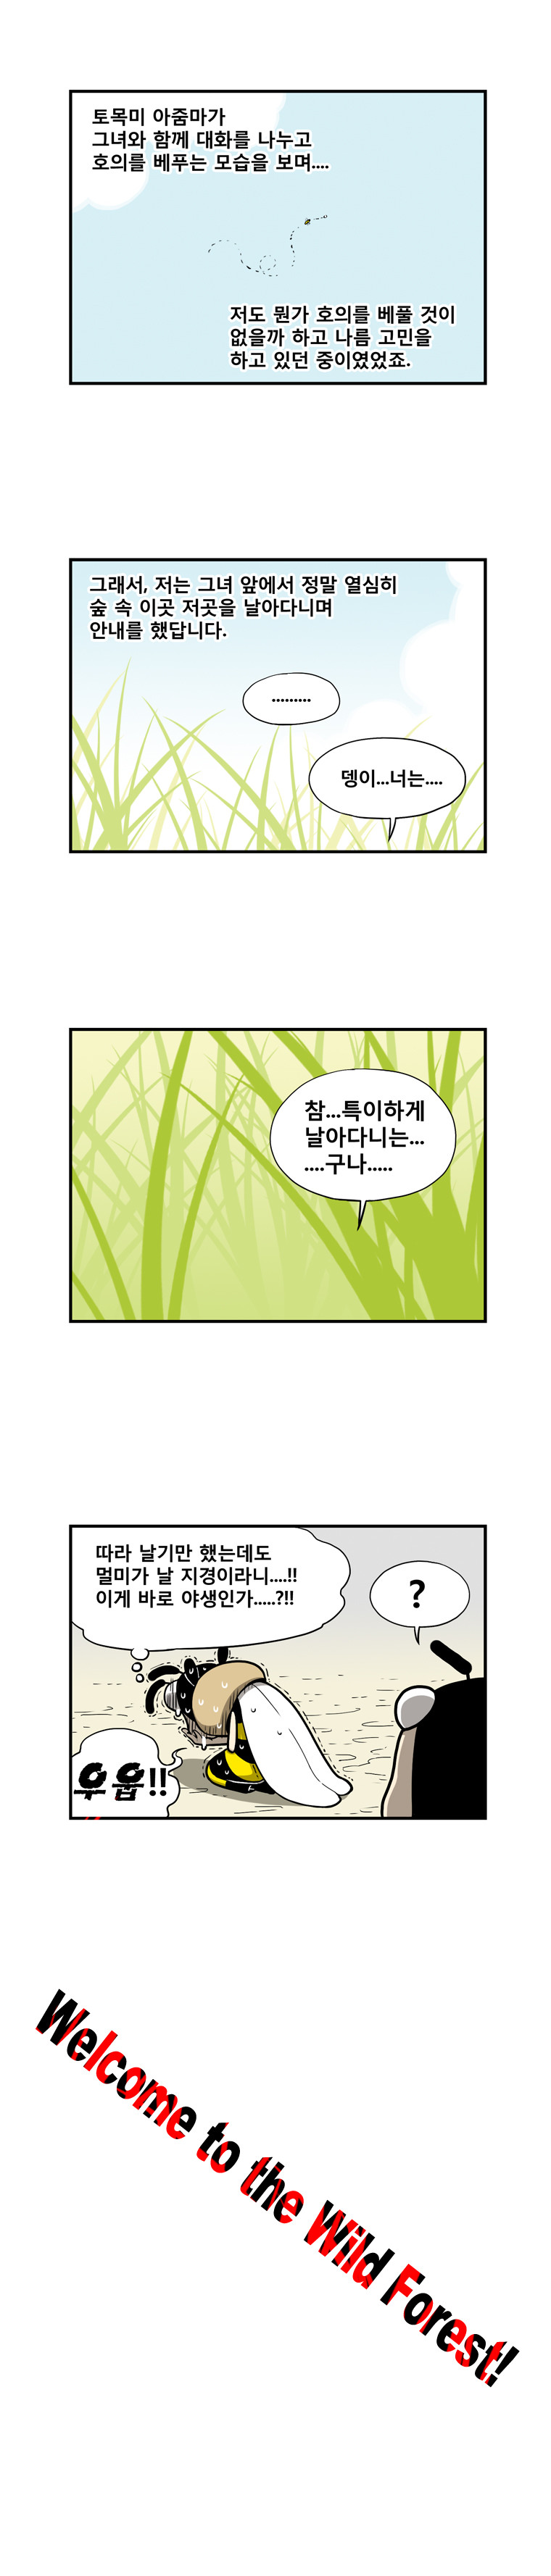 토목미 아줌마가
그녀와 함께 대화를 나누고
호의를 베푸는 모습을 보며....
저도 뭔가 호의를 베풀 것이
없을까 하고 나름 고민을
하고 있던 중이였었죠.
그래서, 저는 그녀 앞에서 정말 열심히
숲 속 이곳 저곳을 날아다니며
안내를 했답니다.
.........
뎅이...너는....
참...특이하게
날아다니는...
....구나.....
따라 날기만 했는데도
멀미가 날 지경이라니....!!
이게 바로 야생인가.....?!!
?
우웁!!
Welcome to the Wild Forest!